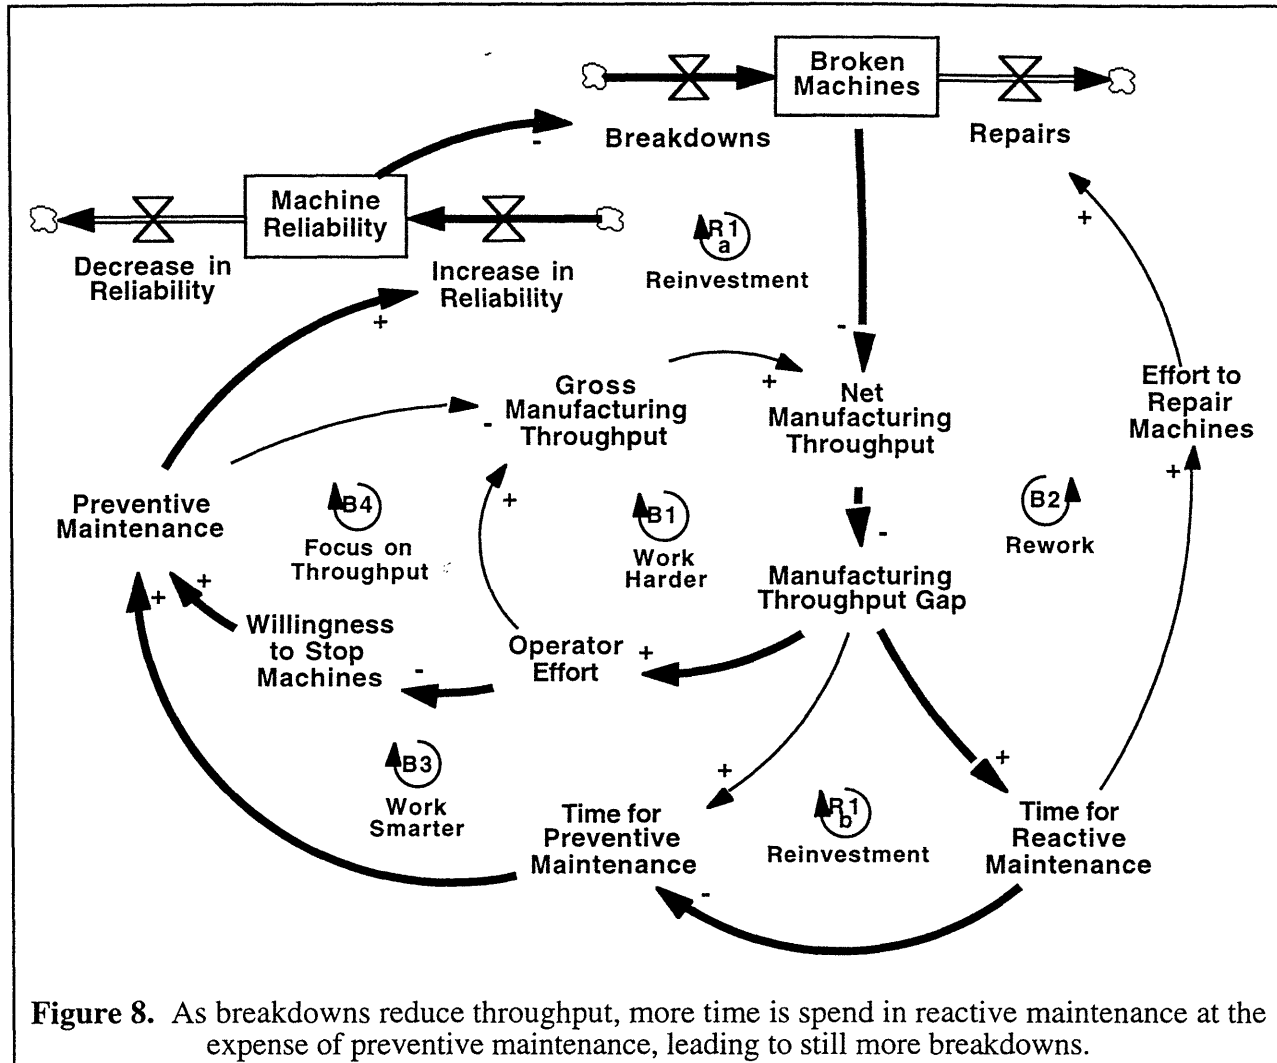 Broken
Machines
Breakdowns
Repairs
-
Machine
Reliability
Decrease in
Reliability
Increase in
Reliability
+
R1
a
Reinvestment
+
-
+
Gross
Manufacturing
Throughput
-
Net
Manufacturing
Throughput
Effort to
Repair
Machines
+
Preventive
Maintenance
B4
Focus on
Throughput
+
B1
Work
Harder
-
B2
Rework
Manufacturing
Throughput Gap
+
+
Willingness
to Stop
Machines
-
Operator
Effort
+
B3
Work
Smarter
+
+
Time for
Preventive
Maintenance
R1
b
Reinvestment
Time for
Reactive
Maintenance
-
Figure 8. As breakdowns reduce throughput, more time is spend in reactive maintenance at the
expense of preventive maintenance, leading to still more breakdowns.